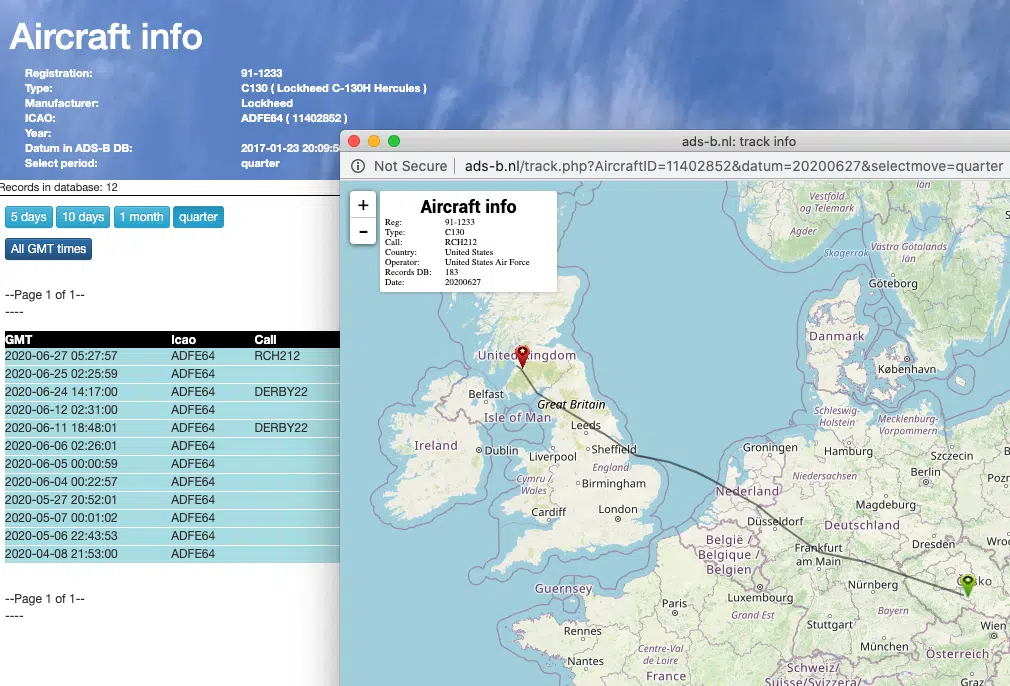 Aircraft info
Registration: 91-1233
Type: C130 ( Lockheed C-130H Hercules )
Manufacturer: Lockheed
ICAO: ADFE64 ( 11402852 )
Year:
Datum in ADS-B DB: 2017-01-23 20:09:5
Select period: quarter
Records in database: 12
5 days 10 days 1 month quarter
All GMT times
--Page 1 of 1--
----
GMT Icao Call
2020-06-27 05:27:57 ADFE64 RCH212
2020-06-25 02:25:59 ADFE64
2020-06-24 14:17:00 ADFE64 DERBY22
2020-06-12 02:31:00 ADFE64
2020-06-11 18:48:01 ADFE64 DERBY22
2020-06-06 02:26:01 ADFE64
2020-06-05 00:00:59 ADFE64
2020-06-04 00:22:57 ADFE64
2020-05-27 20:52:01 ADFE64
2020-05-07 00:01:02 ADFE64
2020-05-06 22:43:53 ADFE64
2020-04-08 21:53:00 ADFE64
--Page 1 of 1--
----
ads-b.nl: track info
Not Secure ads-b.nl/track.php?AircraftID=11402852&datum=20200627&selectmove=quarter
+
−
Aircraft info
Reg: 91-1233
Type: C130
Call: RCH212
Country: United States
Operator: United States Air Force
Records DB: 183
Date: 20200627
Vestfold
og Telemark
Agder
Skagerrak
Västra Götalands
län
Göteborg
Danmark
København
United Kingdom
Belfast
Great Britain
Isle of Man
Leeds
Ireland
Dublin
Liverpool
Sheffield
England
Cymru /
Wales
Birmingham
Cardiff
London
Schleswig-
Holstein
Mecklenburg-
Vorpommern
Groningen
Hamburg
Szczecin
Niedersachsen
Berlin
Nederland
Magdeburg
Düsseldorf
Deutschland
België /
Belgique /
Belgien
Frankfurt
am Main
Dresden
Guernsey
Luxembourg
Nürnberg
Paris
Grand Est
Bayern
Wien
Rennes
Stuttgart
München
Nantes
Centre-Val
de Loire
Österreich
France
Schweiz/
Suisse/Svizzera/
Graz